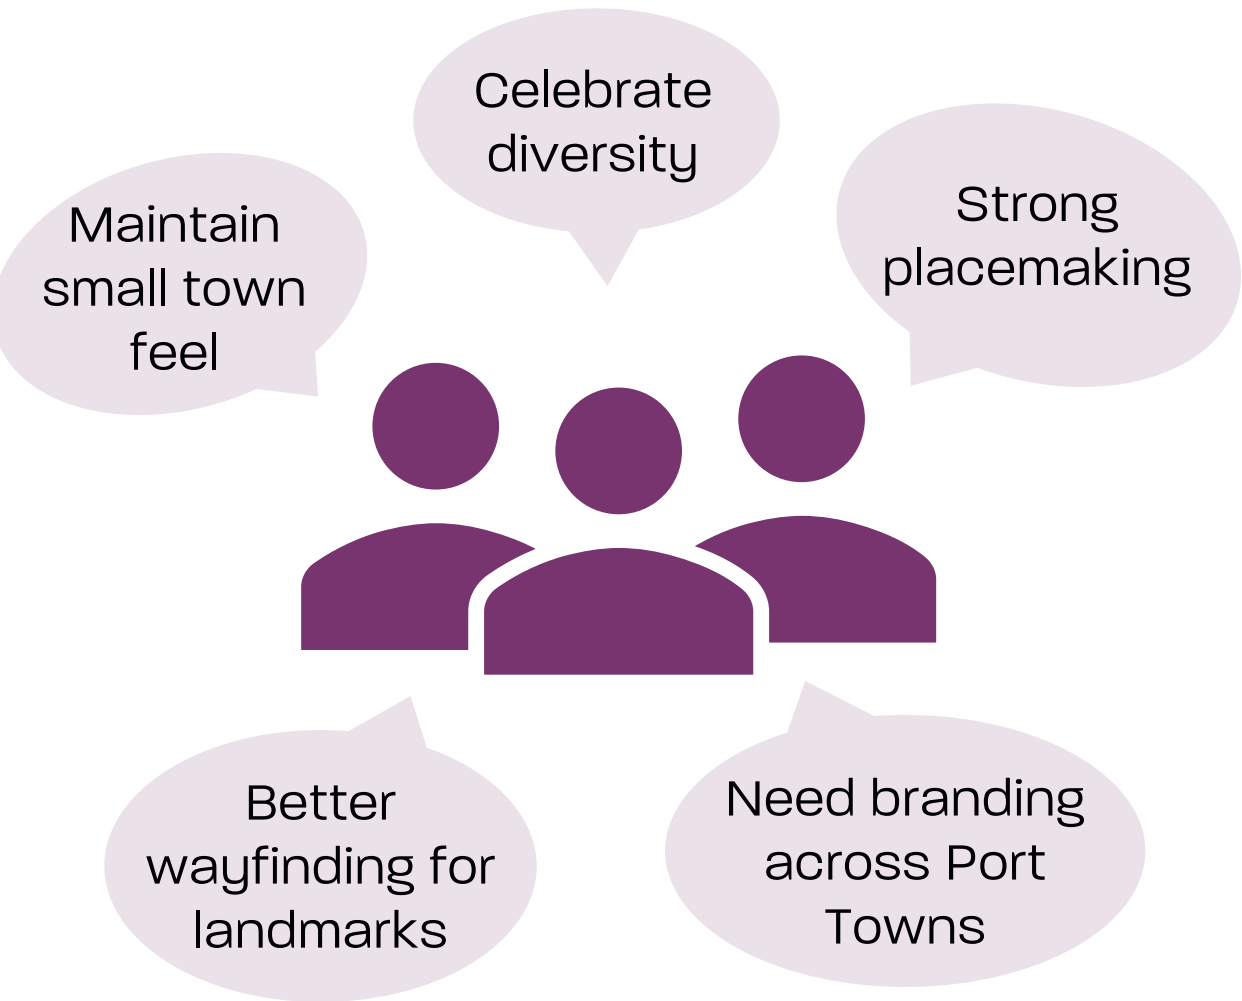 Celebrate
diversity
Maintain
small town
feel
Strong
placemaking
Better
wayfinding for
landmarks
Need branding
across Port
Towns